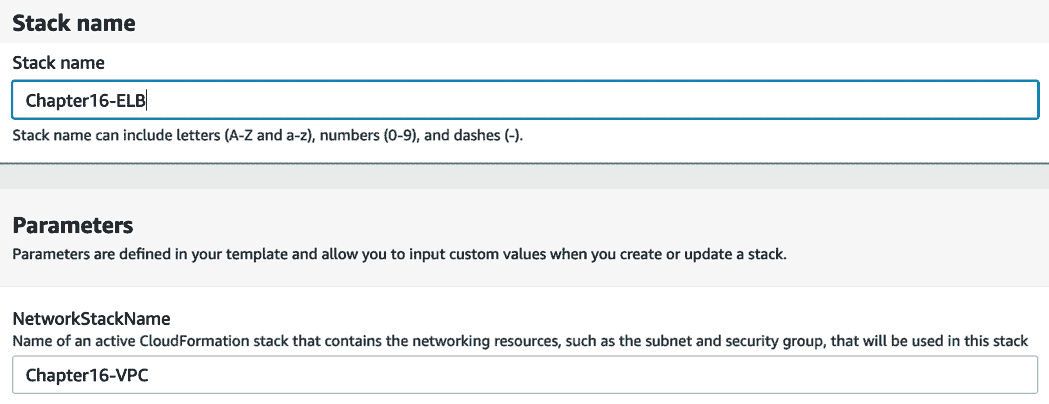 Stack name
Stack name
Chapter16-ELB
Stack name can include letters (A-Z and a-z), numbers (0-9), and dashes (-).
Parameters
Parameters are defined in your template and allow you to input custom values when you create or update a stack.
NetworkStackName
Name of an active CloudFormation stack that contains the networking resources, such as the subnet and security group, that will be used in this stack
Chapter16-VPC